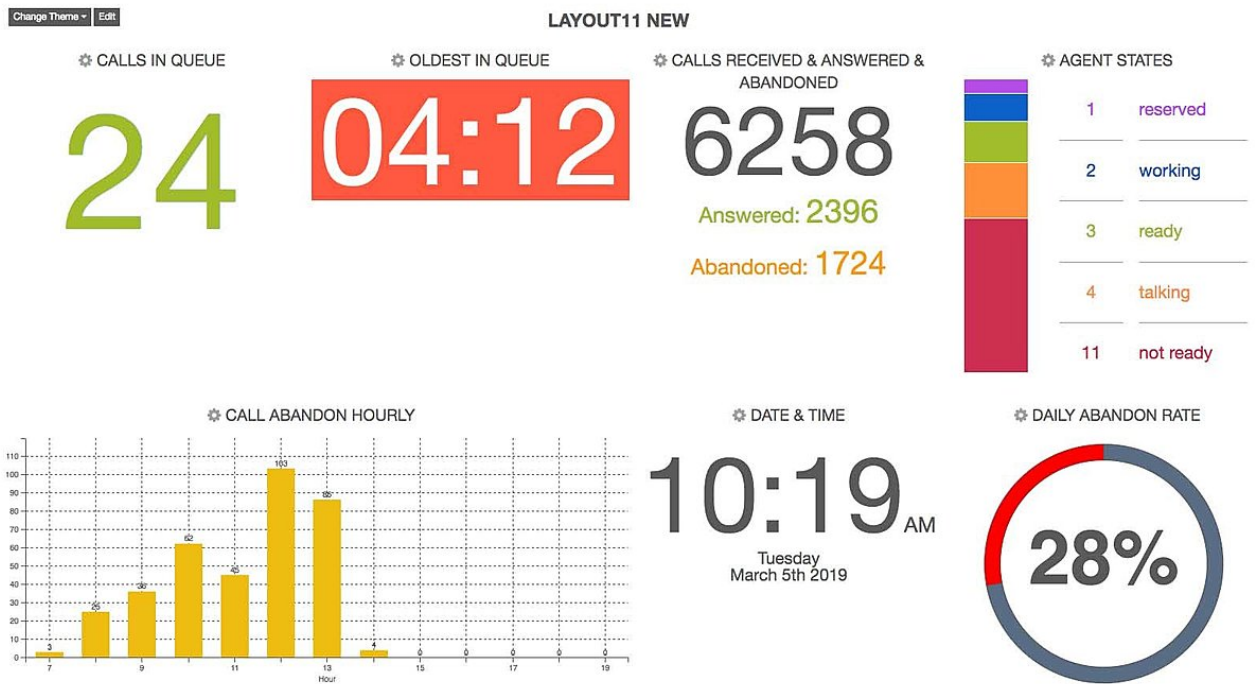 Change Theme
Edit
LAYOUT11 NEW
CALLS IN QUEUE
24
OLDEST IN QUEUE
04:12
CALLS RECEIVED & ANSWERED &
ABANDONED
6258
Answered: 2396
Abandoned: 1724
AGENT STATES
1 reserved
2 working
3 ready
4 talking
11 not ready
CALL ABANDON HOURLY
110
100
90
80
70
60
50
40
30
20
10
0
3
25
36
62
45
103
86
4
0
0
0
0
0
7 9 11 13 15 17 19
Hour
DATE & TIME
10:19 AM
Tuesday
March 5th 2019
DAILY ABANDON RATE
28%